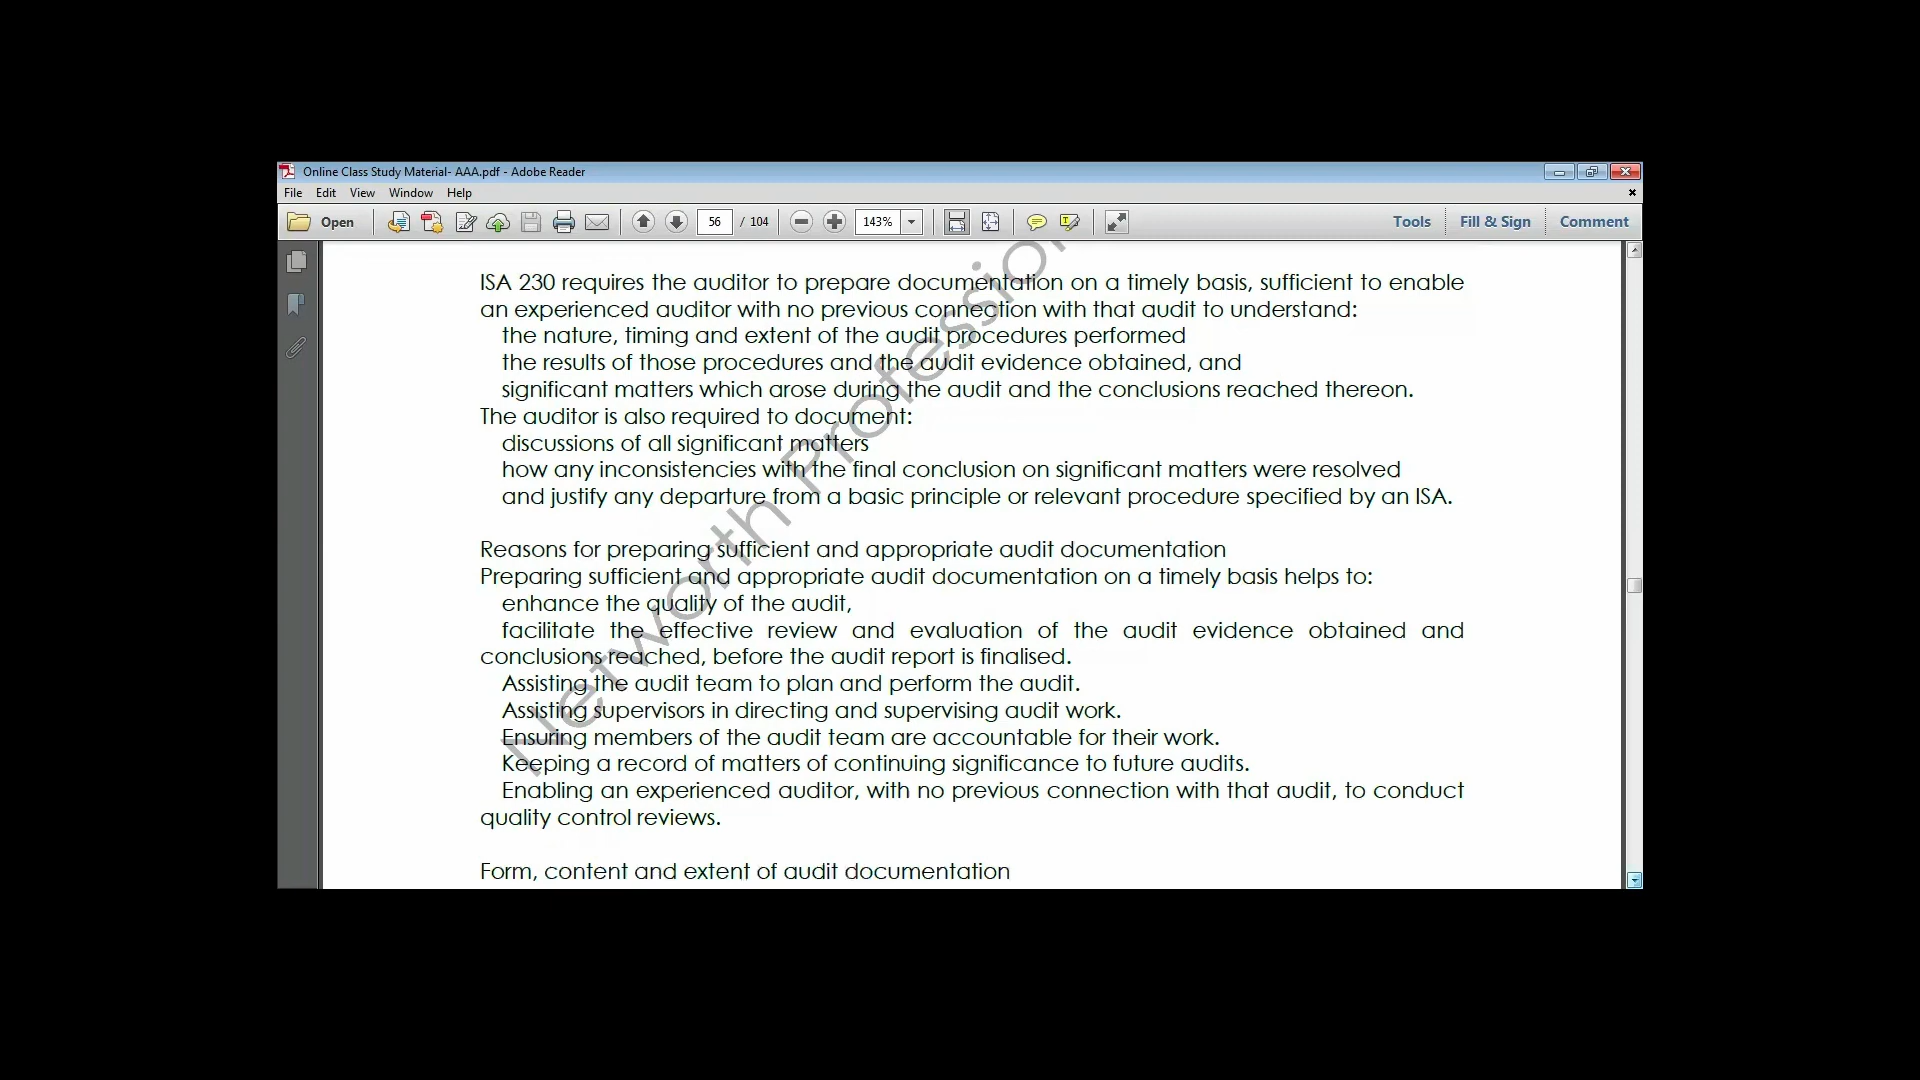 Online Class Study Material- AAA.pdf - Adobe Reader
File Edit View Window Help
Open 56 / 104 143% Tools Fill & Sign Comment
ISA 230 requires the auditor to prepare documentation on a timely basis, sufficient to enable
an experienced auditor with no previous connection with that audit to understand:
the nature, timing and extent of the audit procedures performed
the results of those procedures and the audit evidence obtained, and
significant matters which arose during the audit and the conclusions reached thereon.
The auditor is also required to document:
discussions of all significant matters
how any inconsistencies with the final conclusion on significant matters were resolved
and justify any departure from a basic principle or relevant procedure specified by an ISA.
Reasons for preparing sufficient and appropriate audit documentation
Preparing sufficient and appropriate audit documentation on a timely basis helps to:
enhance the quality of the audit,
facilitate the effective review and evaluation of the audit evidence obtained and
conclusions reached, before the audit report is finalised.
Assisting the audit team to plan and perform the audit.
Assisting supervisors in directing and supervising audit work.
Ensuring members of the audit team are accountable for their work.
Keeping a record of matters of continuing significance to future audits.
Enabling an experienced auditor, with no previous connection with that audit, to conduct
quality control reviews.
Form, content and extent of audit documentation
Networth Profession